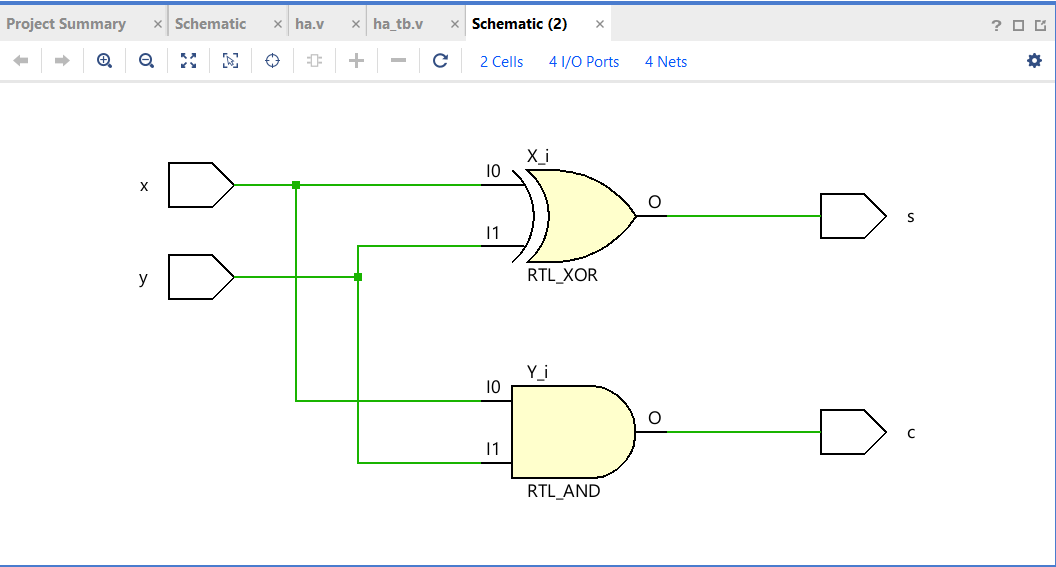 Project Summary × Schematic × ha.v × ha_tb.v × Schematic (2) × ?
2 Cells 4 I/O Ports 4 Nets
X_i
x I0
O
s
I1
y
RTL_XOR
Y_i
I0
O
c
I1
RTL_AND